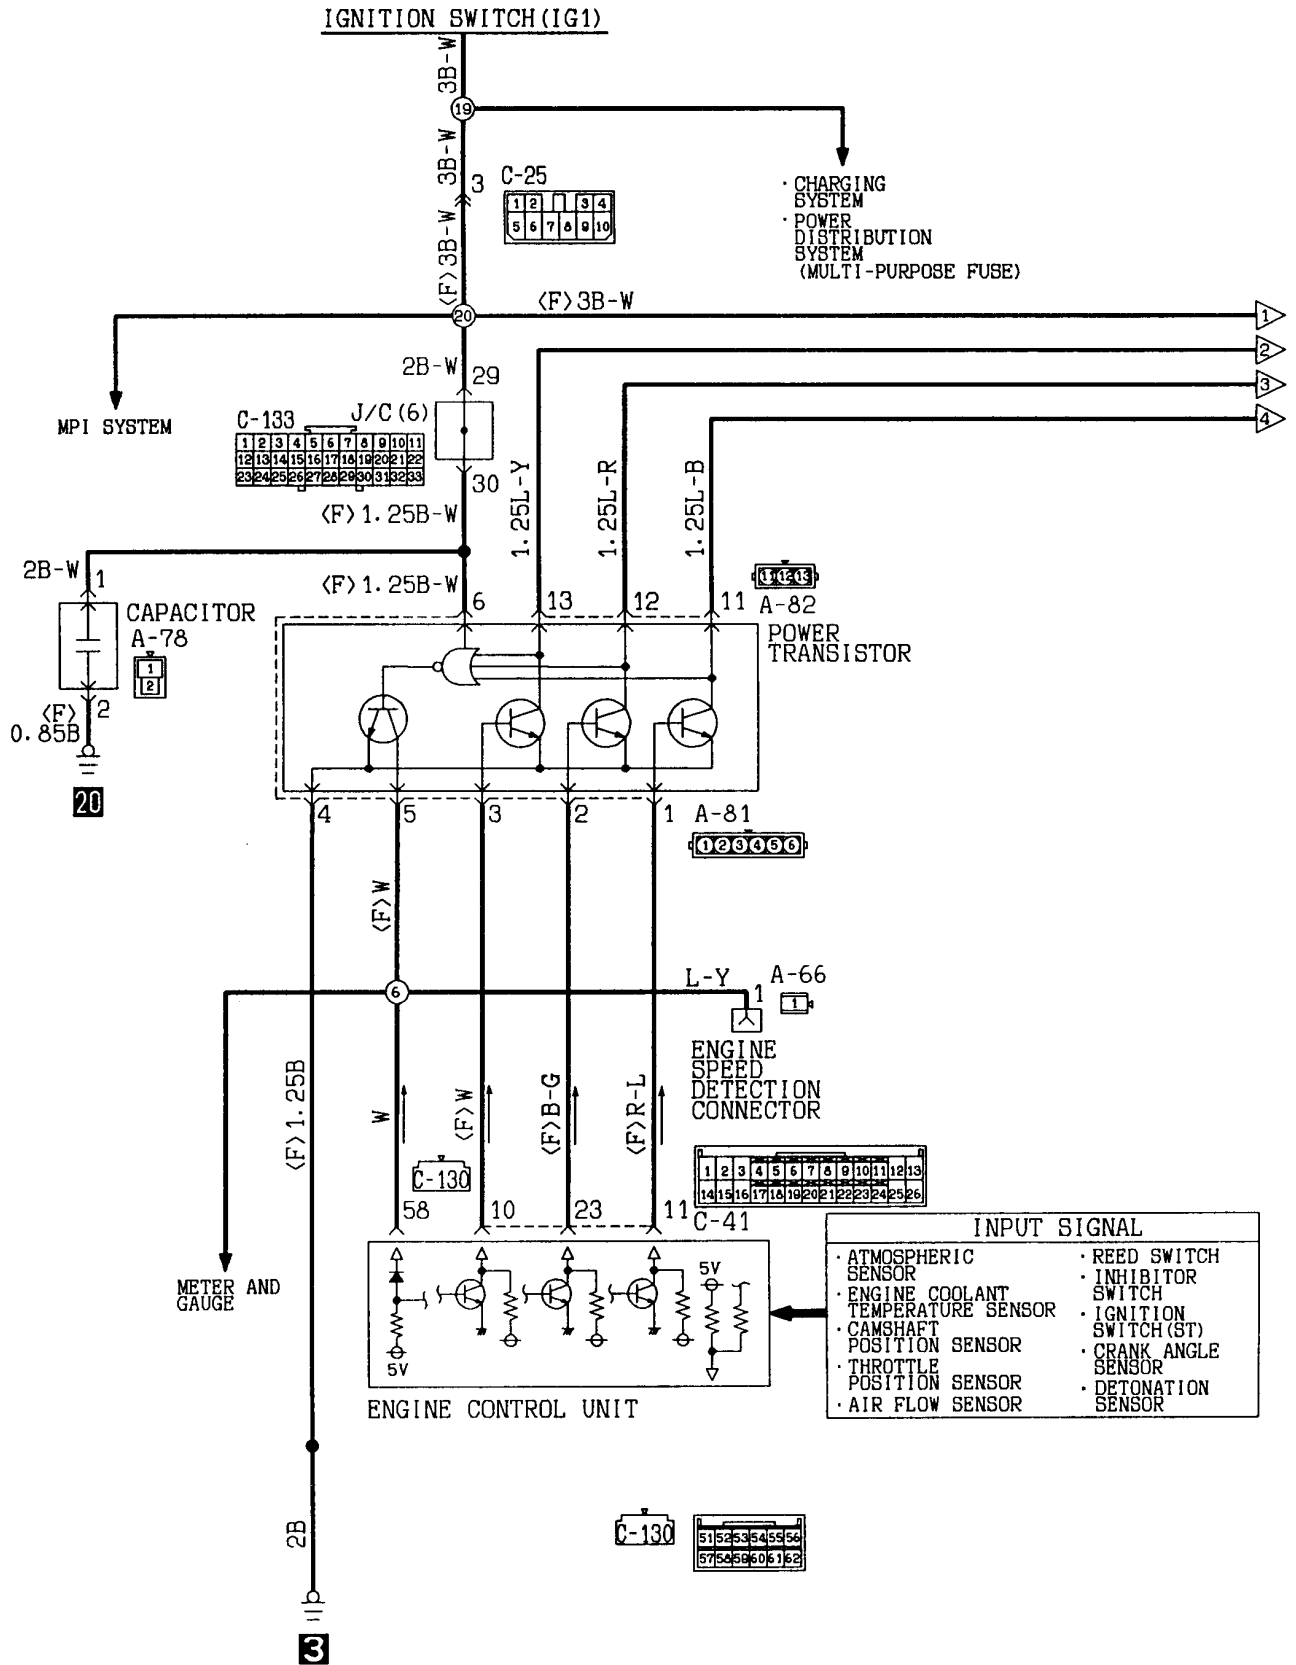 IGNITION SWITCH(IG1)
3B-W
19
3B-W
3
C-25
1 2 3 4
5 6 7 8 9 10
· CHARGING
SYSTEM
· POWER
DISTRIBUTION
SYSTEM
(MULTI-PURPOSE FUSE)
<F>3B-W
20
<F>3B-W
1
2
3
4
MPI SYSTEM
2B-W
29
J/C(6)
C-133
1 2 3 4 5 6 7 8 9 10 11
12 13 14 15 16 17 18 19 20 21 22
23 24 25 26 27 28 29 30 31 32 33
30
<F>1.25B-W
1.25L-Y
1.25L-R
1.25L-B
2B-W
1
<F>1.25B-W
6
13
12
11
11 12 13
A-82
CAPACITOR
A-78
1
2
POWER
TRANSISTOR
2
<F>
0.85B
20
4
5
3
2
1
A-81
1 2 3 4 5 6
<F>W
6
L-Y
1
A-66
1
ENGINE
SPEED
DETECTION
CONNECTOR
<F>1.25B
W
<F>W
<F>B-G
<F>R-L
C-130
58
10
23
11
C-41
1 2 3 4 5 6 7 8 9 10 11 12 13
14 15 16 17 18 19 20 21 22 23 24 25 26
METER AND
GAUGE
5V
5V
ENGINE CONTROL UNIT
INPUT SIGNAL
· ATMOSPHERIC
SENSOR
· ENGINE COOLANT
TEMPERATURE SENSOR
· CAMSHAFT
POSITION SENSOR
· THROTTLE
POSITION SENSOR
· AIR FLOW SENSOR
· REED SWITCH
· INHIBITOR
SWITCH
· IGNITION
SWITCH(ST)
· CRANK ANGLE
SENSOR
· DETONATION
SENSOR
2B
3
C-130
51 52 53 54 55 56
57 58 59 60 61 62